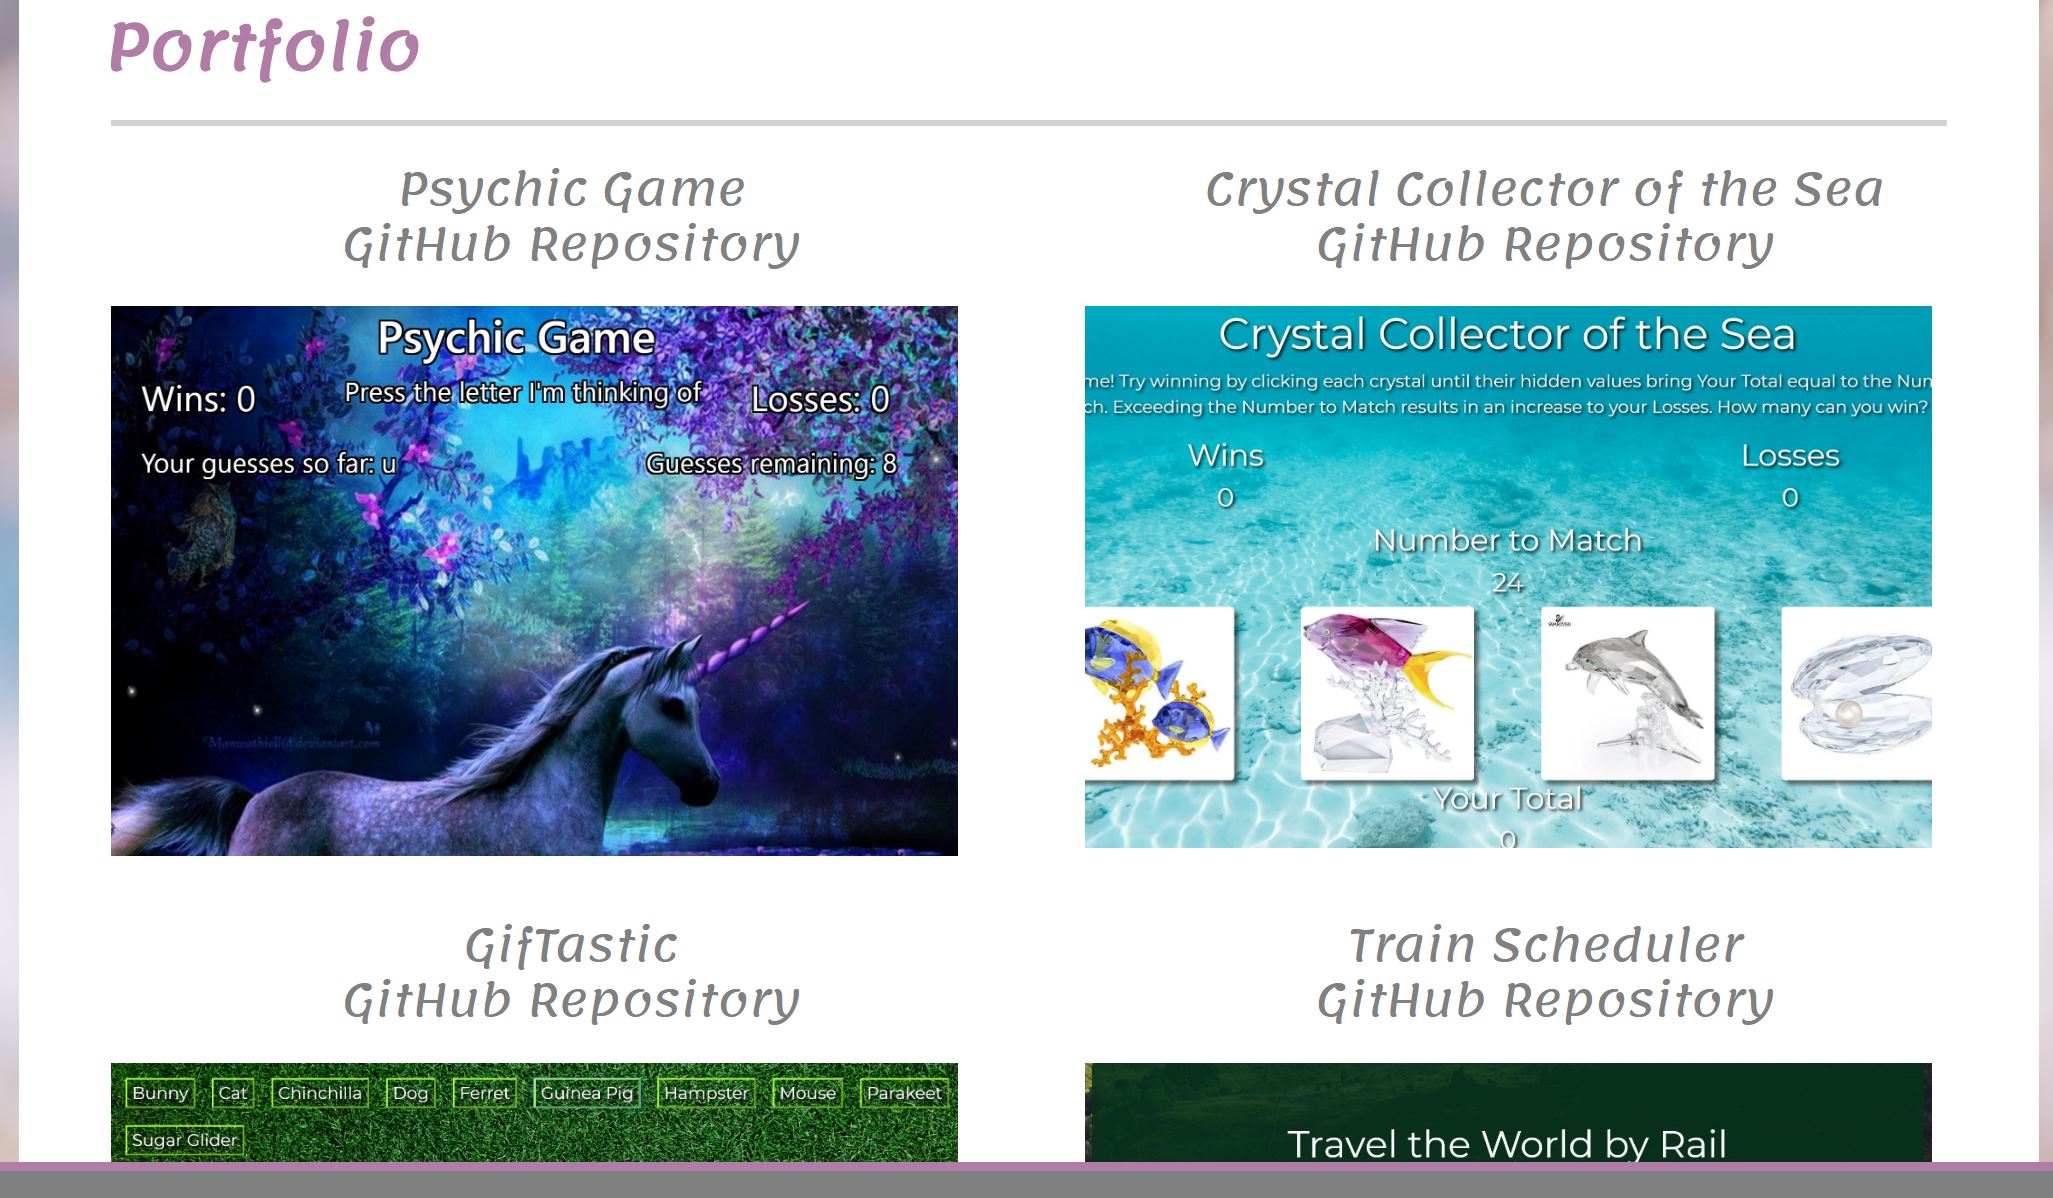 Portfolio
Psychic Game
GitHub Repository
Crystal Collector of the Sea
GitHub Repository
Psychic Game
Wins: 0
Press the letter I'm thinking of
Losses: 0
Your guesses so far: u
Guesses remaining: 8
©Manwathiell@deviantart.com
Crystal Collector of the Sea
me! Try winning by clicking each crystal until their hidden values bring Your Total equal to the Num
ch. Exceeding the Number to Match results in an increase to your Losses. How many can you win?
Wins
Losses
0
0
Number to Match
24
SWAROVSKI
Your Total
0
GifTastic
GitHub Repository
Train Scheduler
GitHub Repository
Bunny Cat Chinchilla Dog Ferret Guinea Pig Hampster Mouse Parakeet
Sugar Glider
Travel the World by Rail